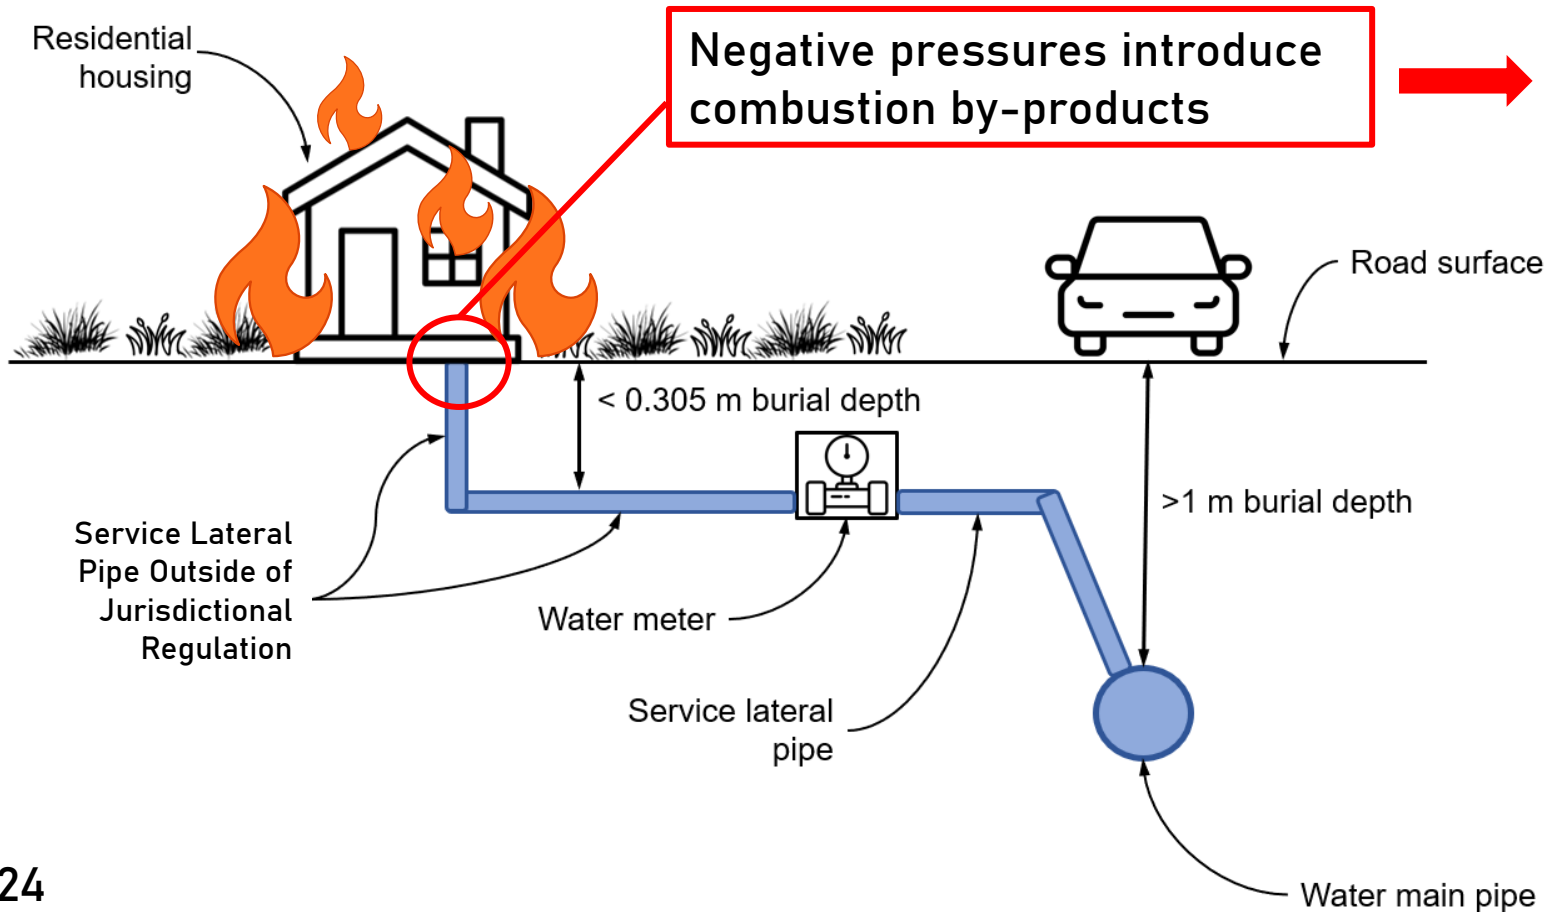 Residential
housing
Negative pressures introduce
combustion by-products
Road surface
< 0.305 m burial depth
>1 m burial depth
Service Lateral
Pipe Outside of
Jurisdictional
Regulation
Water meter
Service lateral
pipe
24
Water main pipe